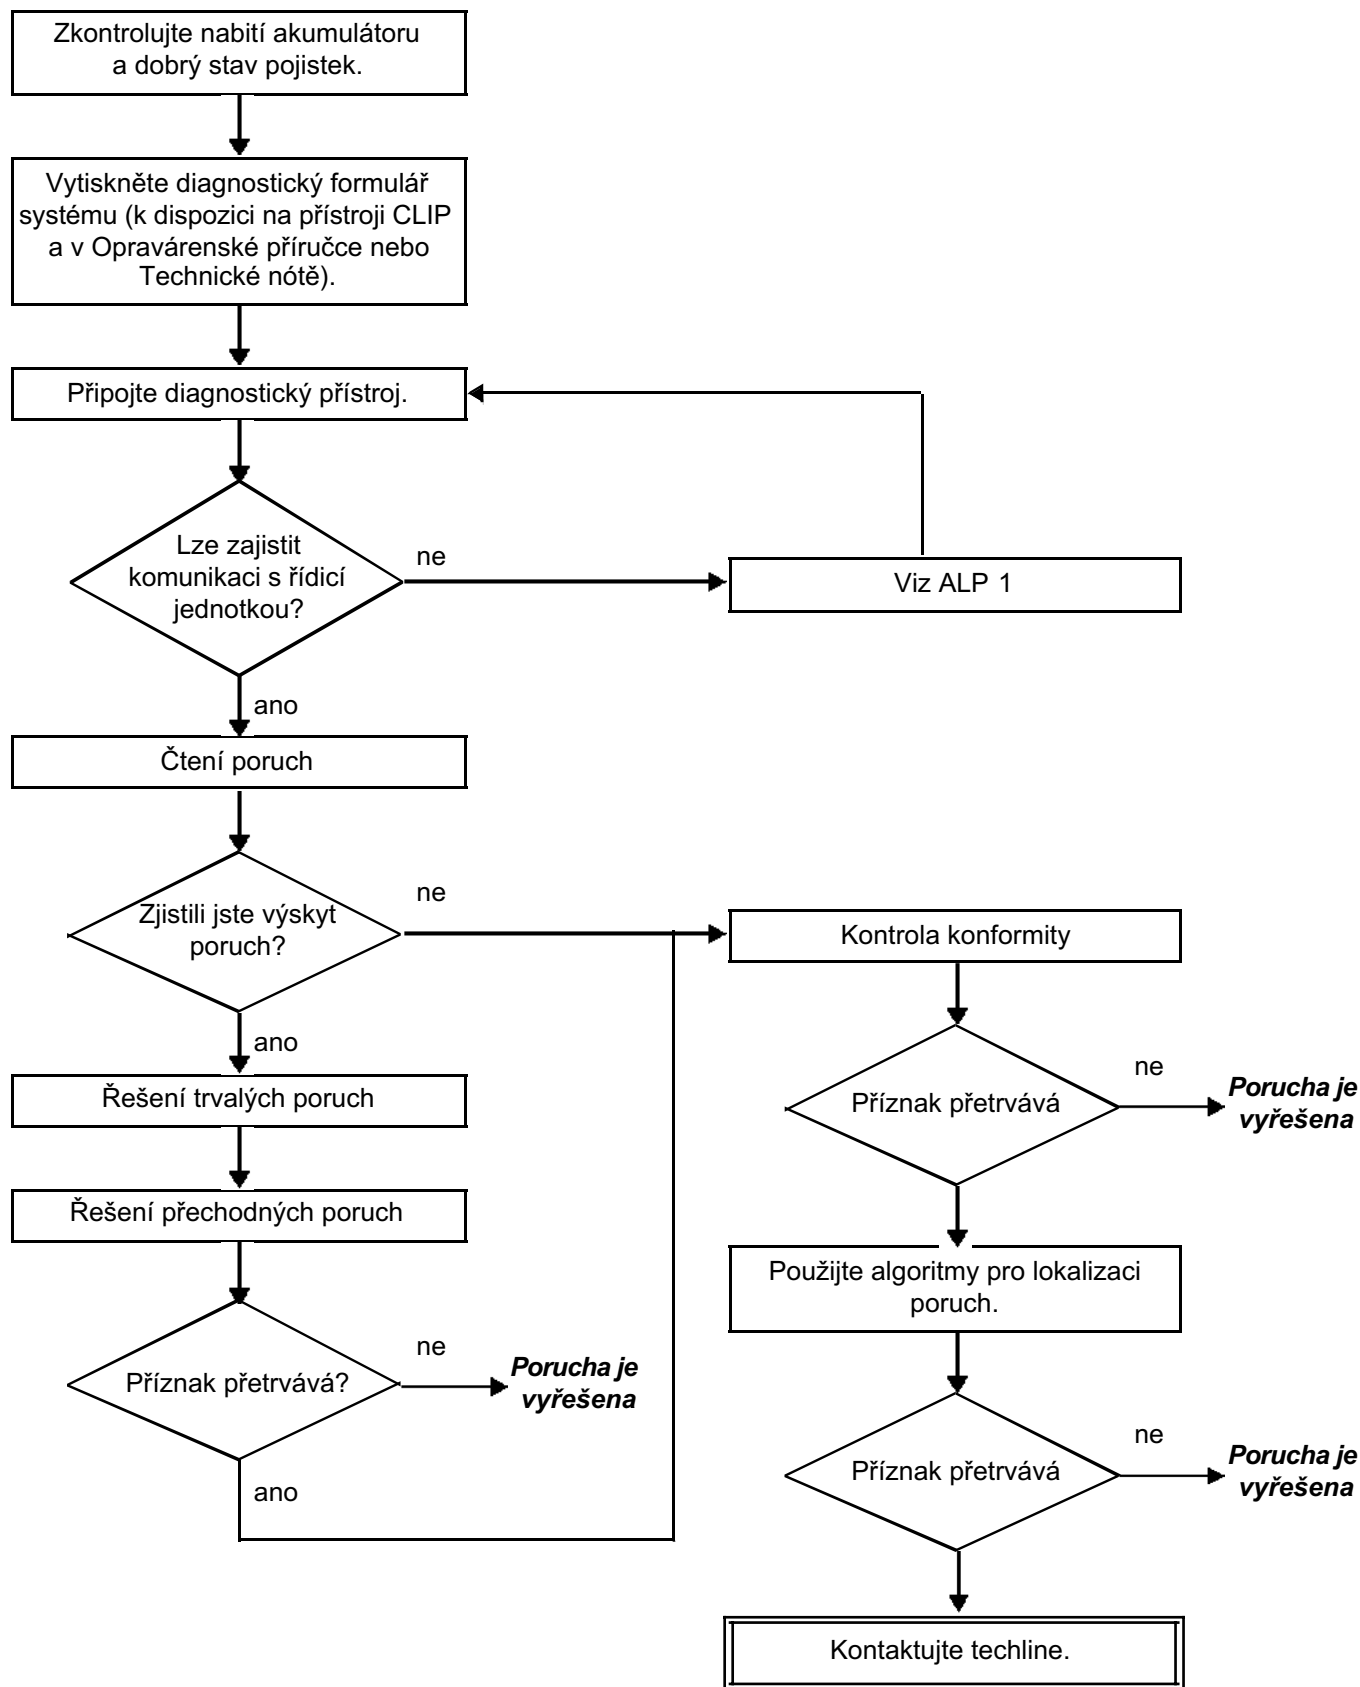 Zkontrolujte nabití akumulátoru
a dobrý stav pojistek.
Vytiskněte diagnostický formulář
systému (k dispozici na přístroji CLIP
a v Opravárenské příručce nebo
Technické nótě).
Připojte diagnostický přístroj.
Lze zajistit
komunikaci s řídicí
jednotkou?
ne
Viz ALP 1
ano
Čtení poruch
Zjistili jste výskyt
poruch?
ne
Kontrola konformity
ano
Řešení trvalých poruch
Příznak přetrvává
ne
Porucha je
vyřešena
Řešení přechodných poruch
Použijte algoritmy pro lokalizaci
poruch.
Příznak přetrvává?
ne
Porucha je
vyřešena
ano
Příznak přetrvává
ne
Porucha je
vyřešena
Kontaktujte techline.